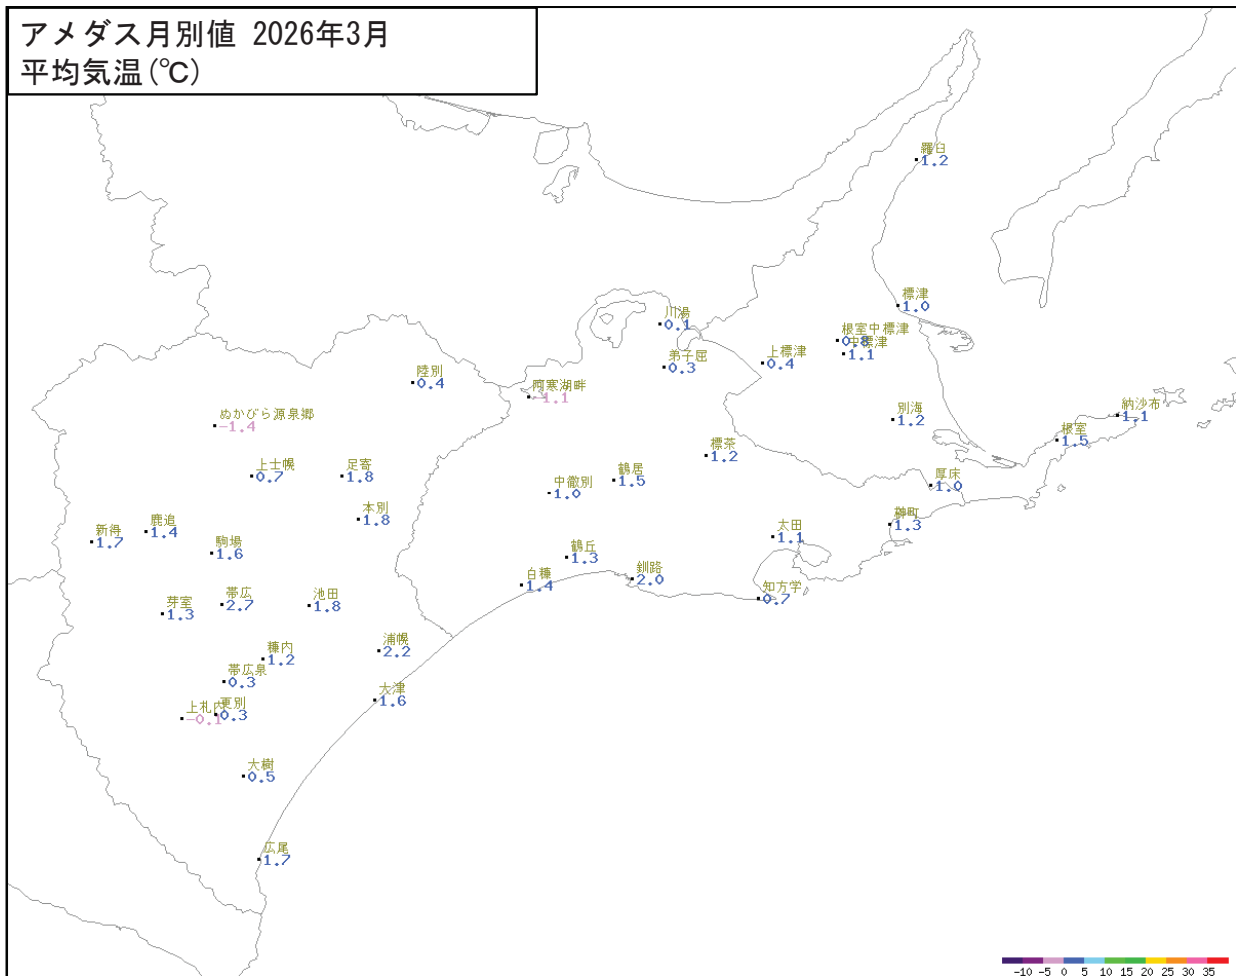 アメダス月別値 2026年3月
平均気温(℃)
羅臼
1.2
標津
1.0
川湯
0.1
根室中標津
0.8
中標津
1.1
上標津
0.4
弟子屈
0.3
陸別
0.4
阿寒湖畔
-1.1
ぬかびら源泉郷
-1.4
別海
1.2
納沙布
1.1
根室
1.5
標茶
1.2
上士幌
0.7
足寄
1.8
鶴居
1.5
中徹別
1.0
厚床
1.0
本別
1.8
榊町
1.3
新得
1.7
鹿追
1.4
駒場
1.6
太田
1.1
鶴丘
1.3
釧路
2.0
白糠
1.4
知方学
0.7
芽室
1.3
帯広
2.7
池田
1.8
浦幌
2.2
糠内
1.2
帯広泉
0.3
大津
1.6
上札内
-0.1
更別
0.3
大樹
0.5
広尾
1.7
-10 -5 0 5 10 15 20 25 30 35